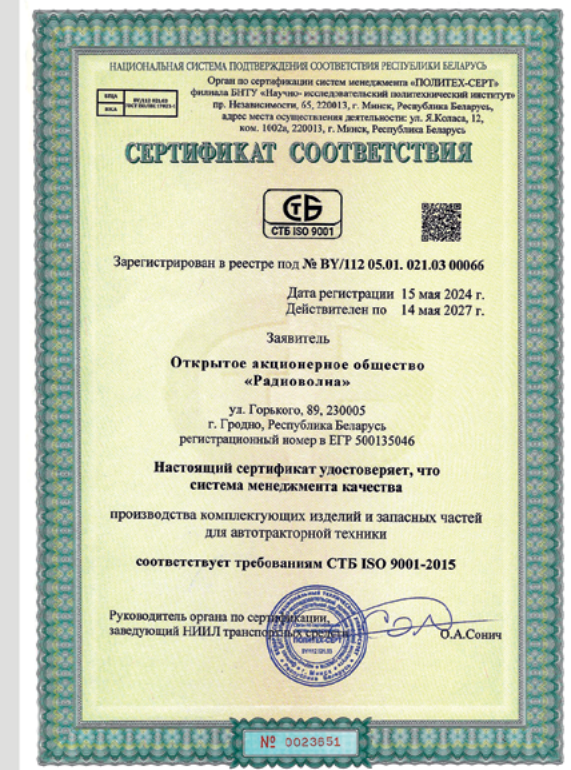 НАЦИОНАЛЬНАЯ СИСТЕМА ПОДТВЕРЖДЕНИЯ СООТВЕТСТВИЯ РЕСПУБЛИКИ БЕЛАРУСЬ
Орган по сертификации систем менеджмента «ПОЛИТЕХ-СЕРТ»
филиала БНТУ «Научно- исследовательский политехнический институт»
пр. Независимости, 65, 220013, г. Минск, Республика Беларусь,
адрес места осуществления деятельности: ул. Я.Коласа, 12,
ком. 1002а, 220013, г. Минск, Республика Беларусь
СЕРТИФИКАТ СООТВЕТСТВИЯ
СТБ
СТБ ISO 9001
Зарегистрирован в реестре под № BY/112 05.01. 021.03 00066
Дата регистрации 15 мая 2024 г.
Действителен по 14 мая 2027 г.
Заявитель
Открытое акционерное общество
«Радиоволна»
ул. Горького, 89, 230005
г. Гродно, Республика Беларусь
регистрационный номер в ЕГР 500135046
Настоящий сертификат удостоверяет, что
система менеджмента качества
производства комплектующих изделий и запасных частей
для автотракторной техники
соответствует требованиям СТБ ISO 9001-2015
Руководитель органа по сертификации,
заведующий НИИЛ транспортных средств
ПОЛИТЕХ-СЕРТ
О.А.Сонич
№ 0023651